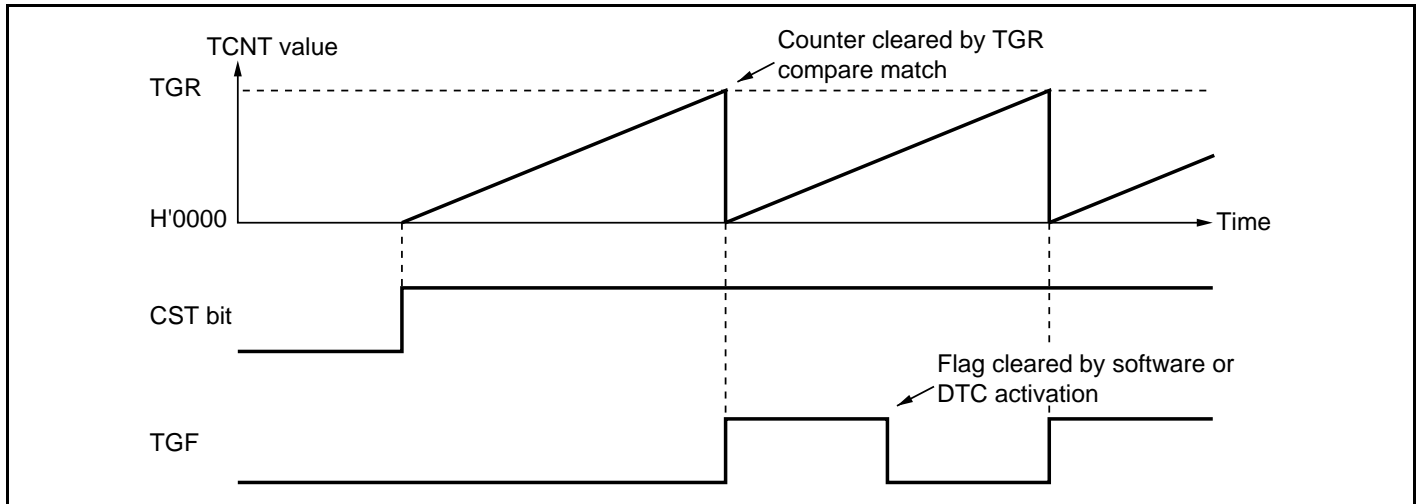 TCNT value
Counter cleared by TGR
compare match
TGR
H'0000
Time
CST bit
Flag cleared by software or
DTC activation
TGF